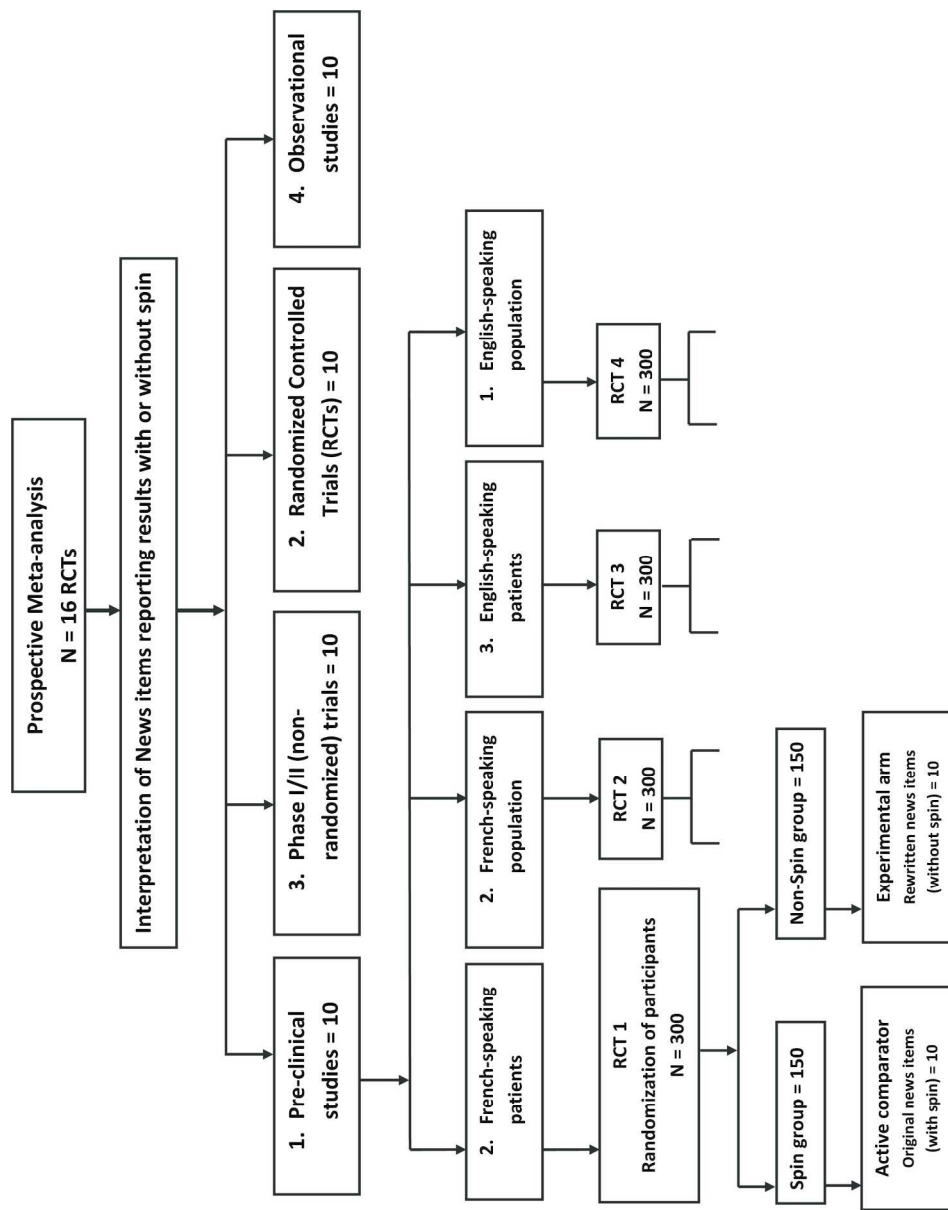 Prospective Meta-analysis
N = 16 RCTs
Interpretation of News items reporting results with or without spin
1. Pre-clinical
studies = 10
3. Phase I/II (non-
randomized) trials = 10
2. Randomized Controlled
Trials (RCTs) = 10
4. Observational
studies = 10
2. French-speaking
patients
2. French-speaking
population
3. English-speaking
patients
1. English-speaking
population
RCT 1
Randomization of participants
N = 300
RCT 2
N = 300
RCT 3
N = 300
RCT 4
N = 300
Spin group = 150
Non-Spin group = 150
Active comparator
Original news items
(with spin) = 10
Experimental arm
Rewritten news items
(without spin) = 10